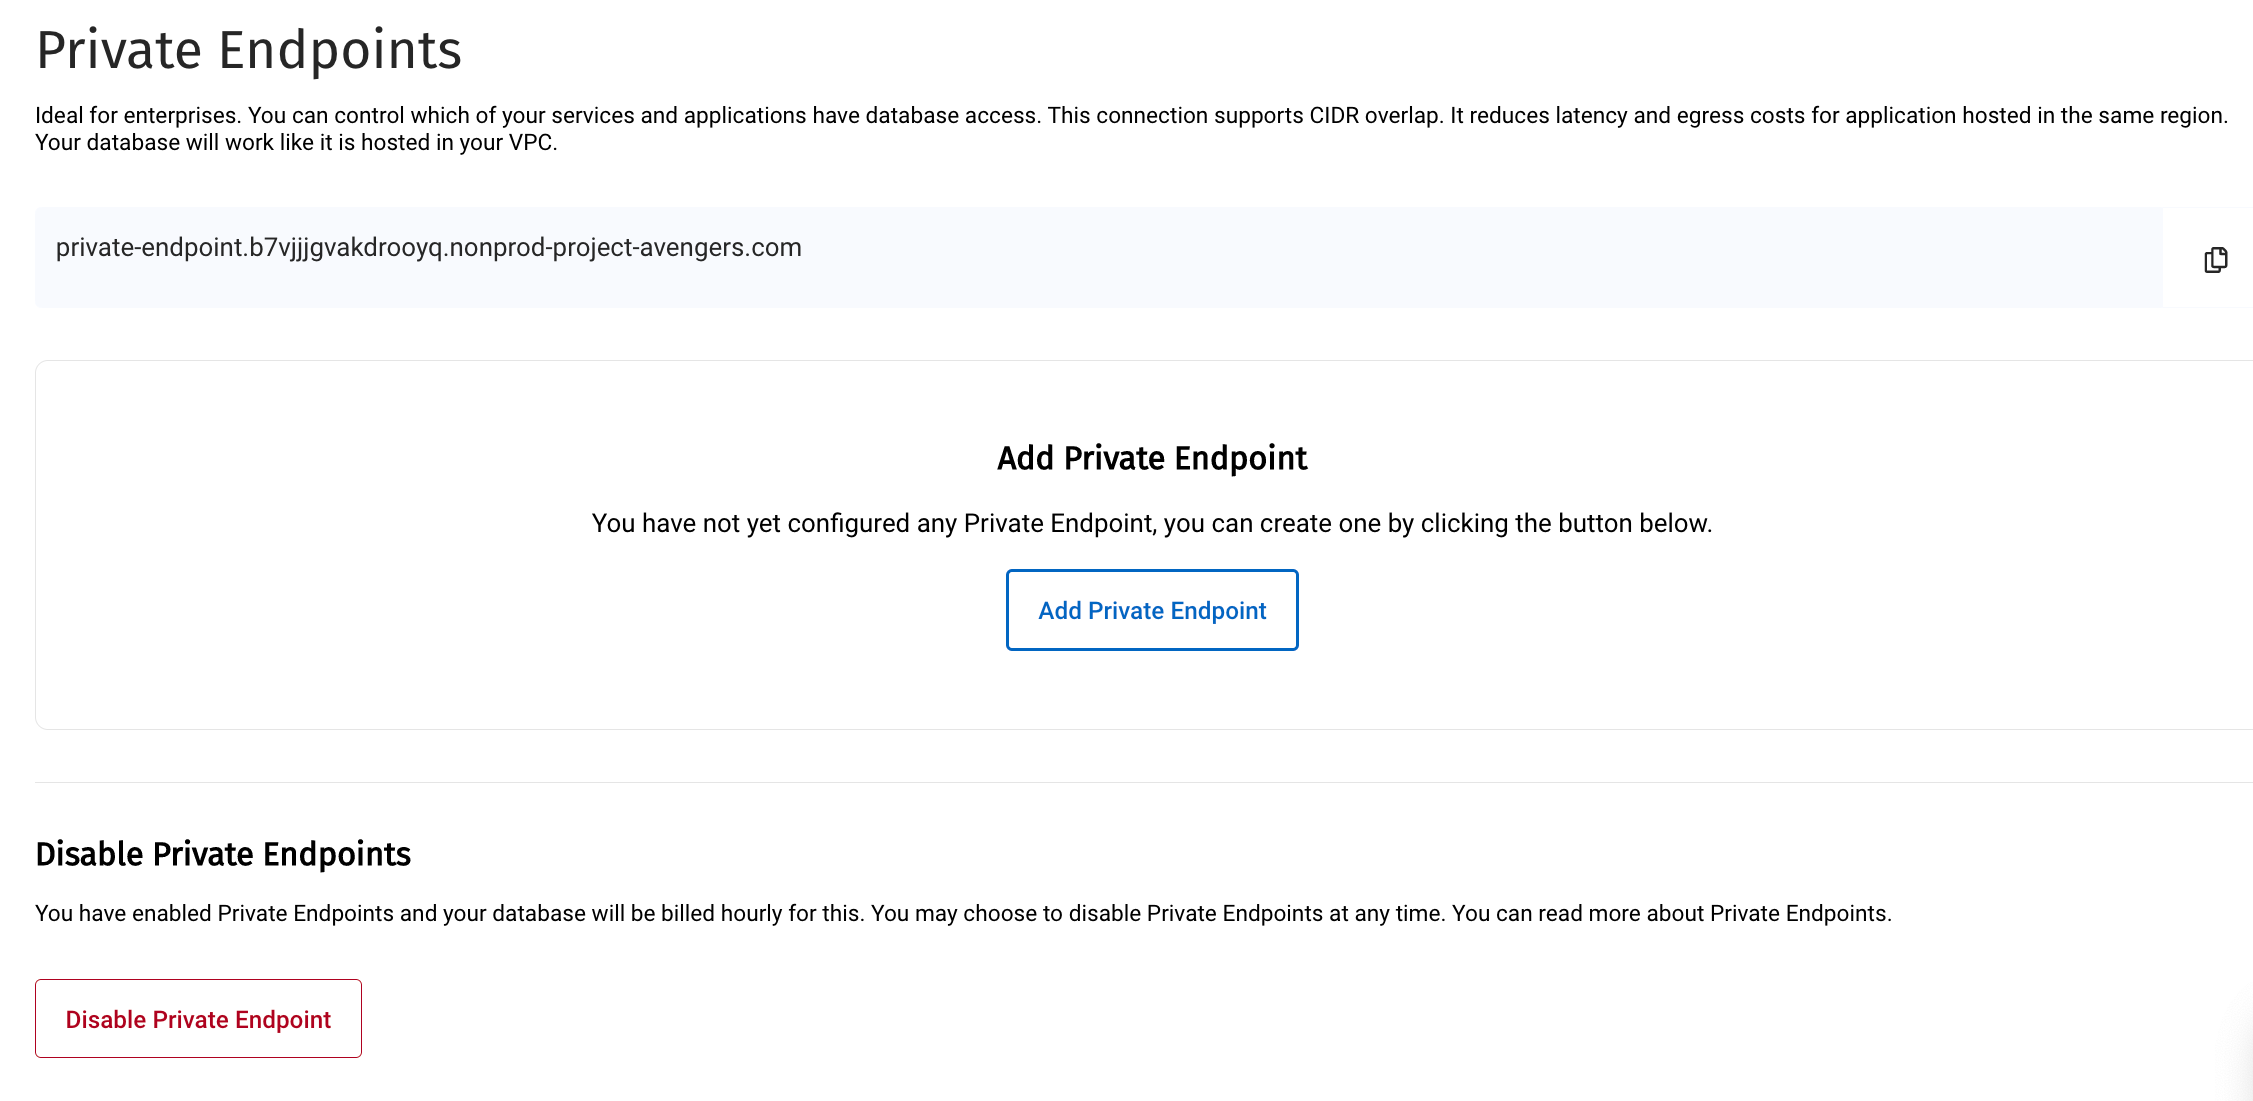 Private Endpoints
Ideal for enterprises. You can control which of your services and applications have database access. This connection supports CIDR overlap. It reduces latency and egress costs for application hosted in the same region.
Your database will work like it is hosted in your VPC.
private-endpoint.b7vjjjgvakdrooyq.nonprod-project-avengers.com
Add Private Endpoint
You have not yet configured any Private Endpoint, you can create one by clicking the button below.
Add Private Endpoint
Disable Private Endpoints
You have enabled Private Endpoints and your database will be billed hourly for this. You may choose to disable Private Endpoints at any time. You can read more about Private Endpoints.
Disable Private Endpoint